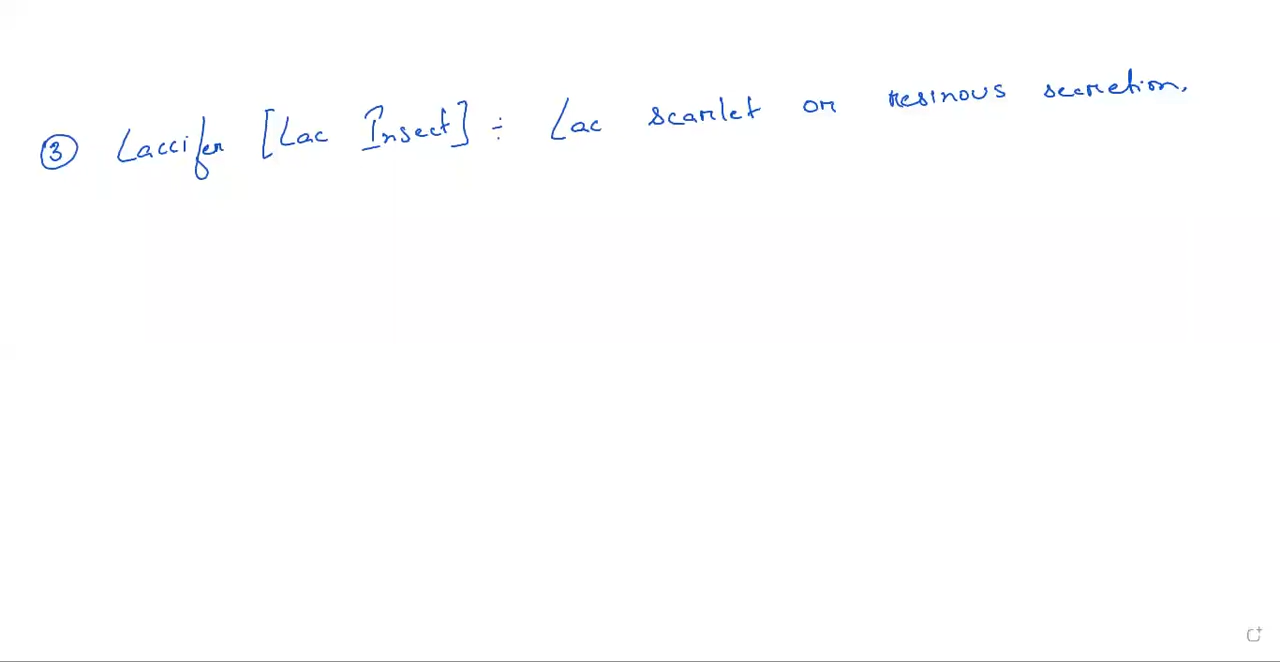 ③ Laccifer [Lac Insect] ÷ Lac scarlet or resinous secretion.